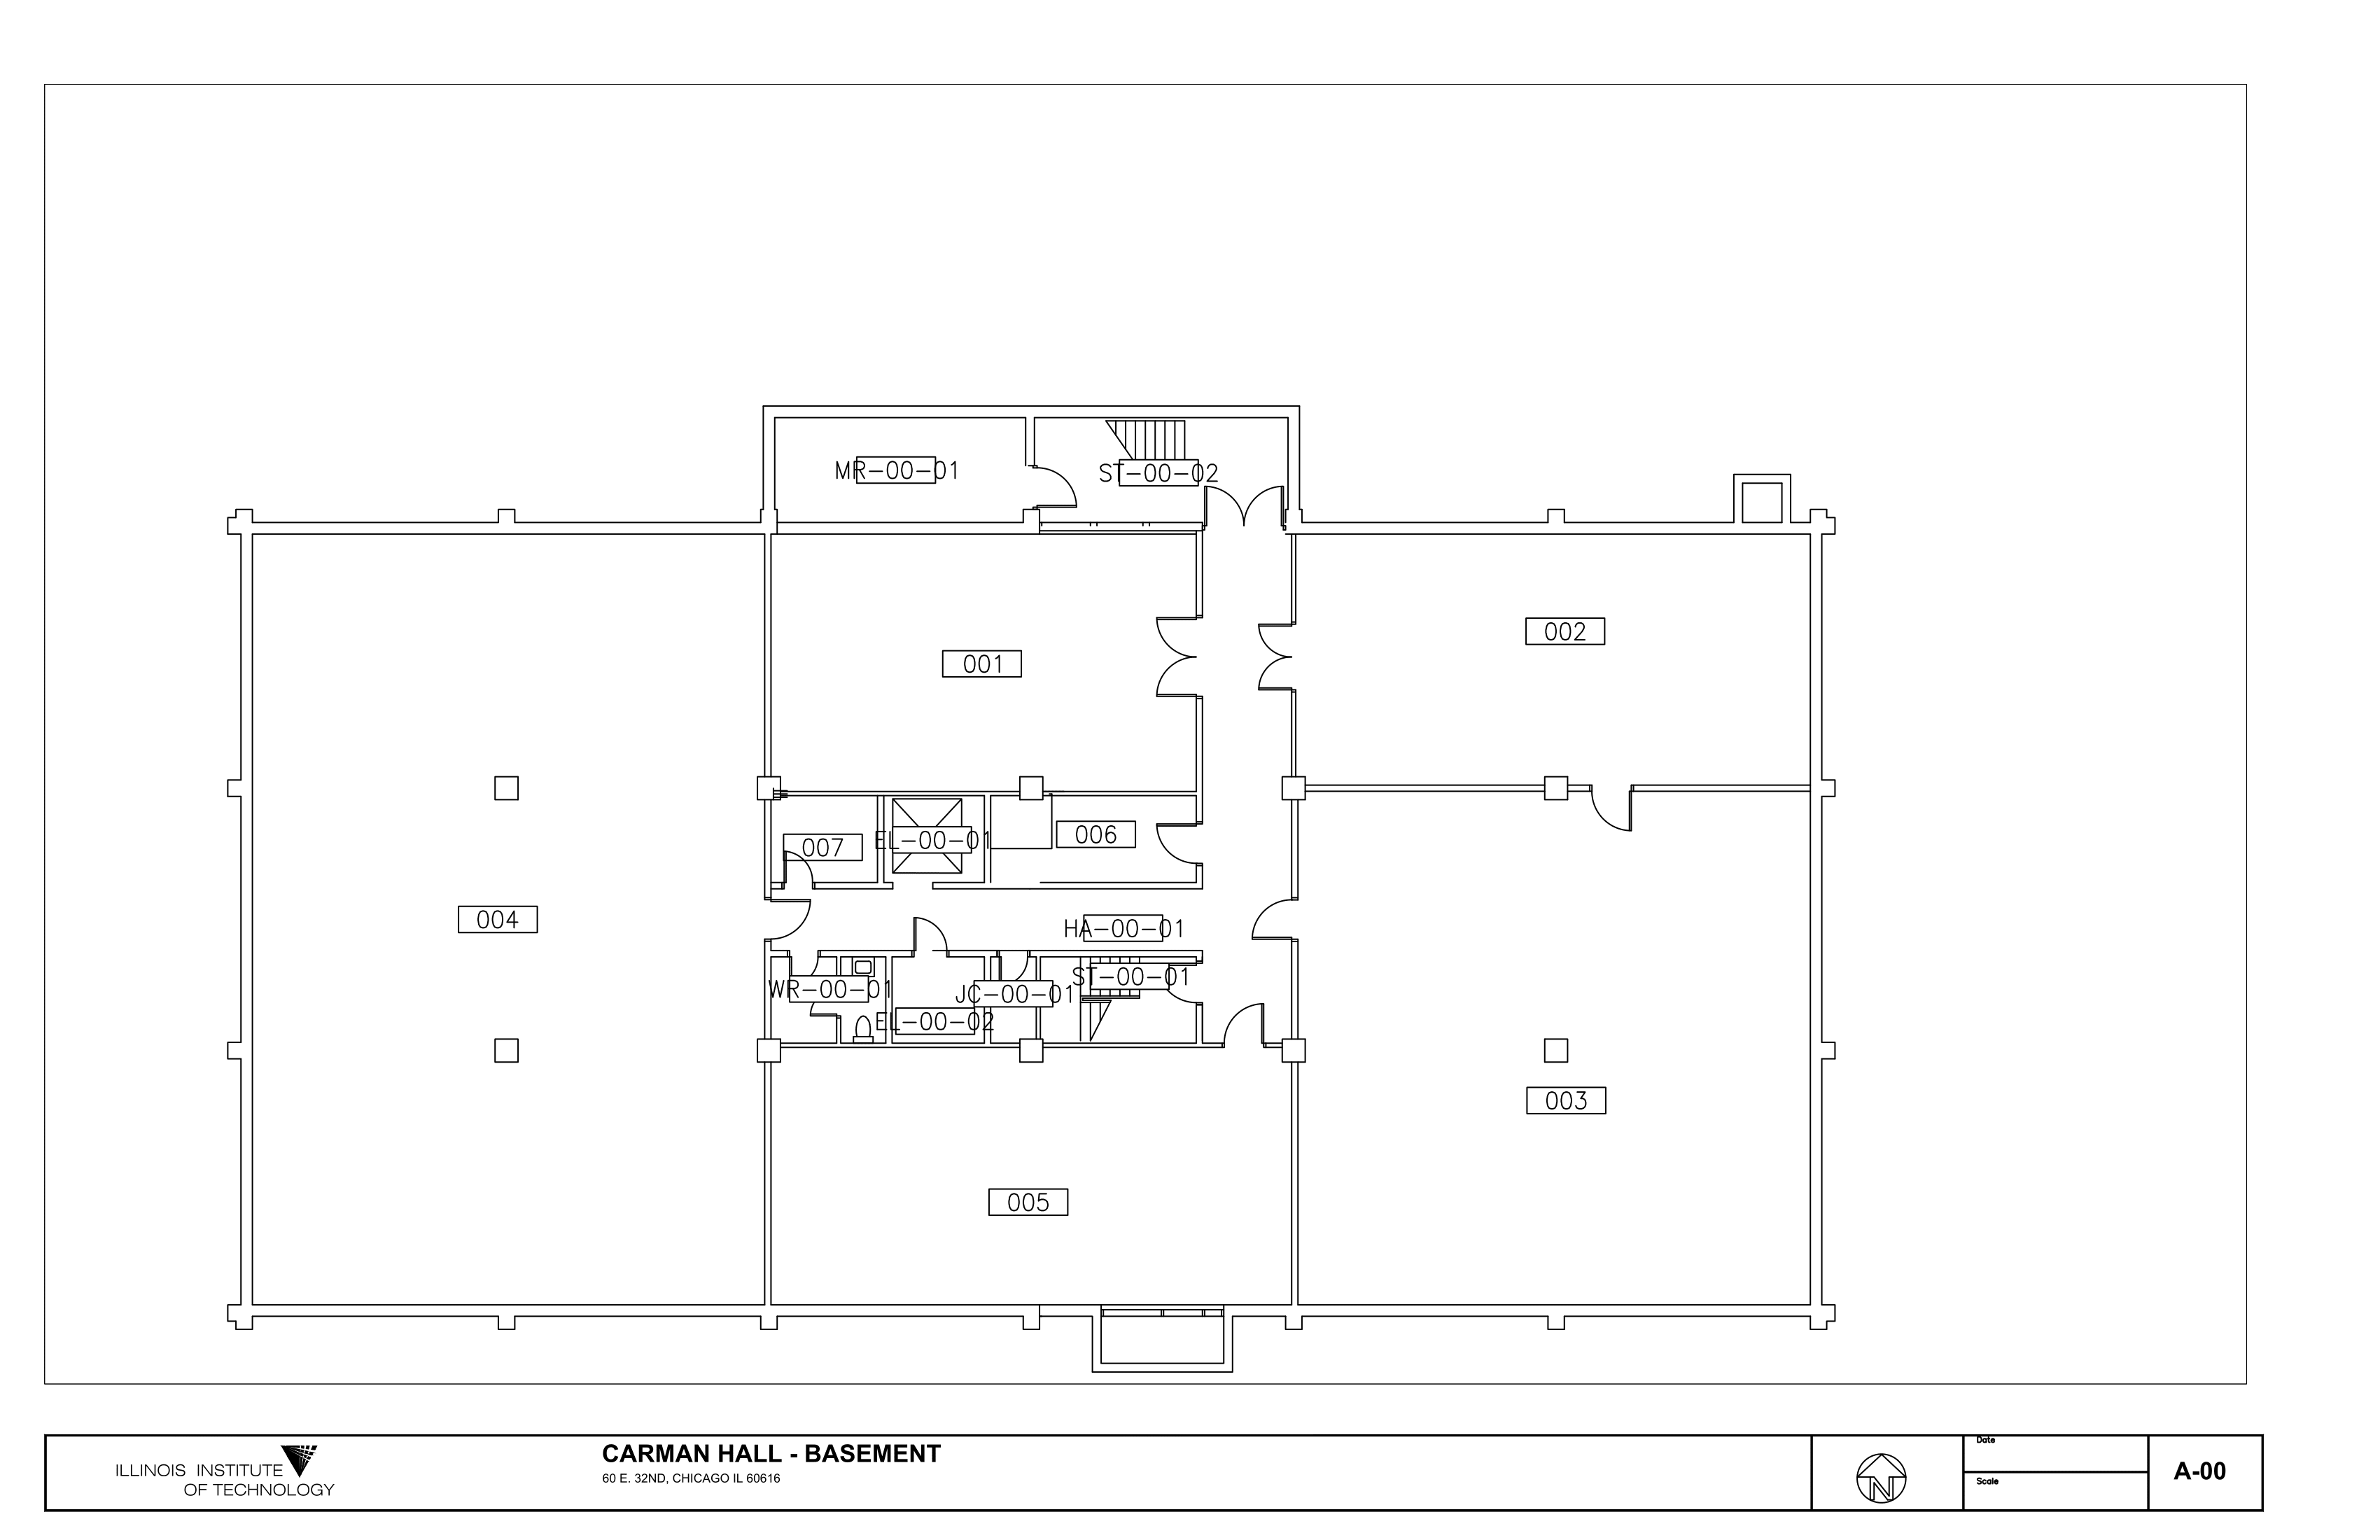 MR-00-01
ST-00-02
001
002
007
EL-00-01
006
004
HA-00-01
WR-00-01
JC-00-01
ST-00-01
EL-00-02
003
005
ILLINOIS INSTITUTE
OF TECHNOLOGY
CARMAN HALL - BASEMENT
60 E. 32ND, CHICAGO IL 60616
N
Date
Scale
A-00